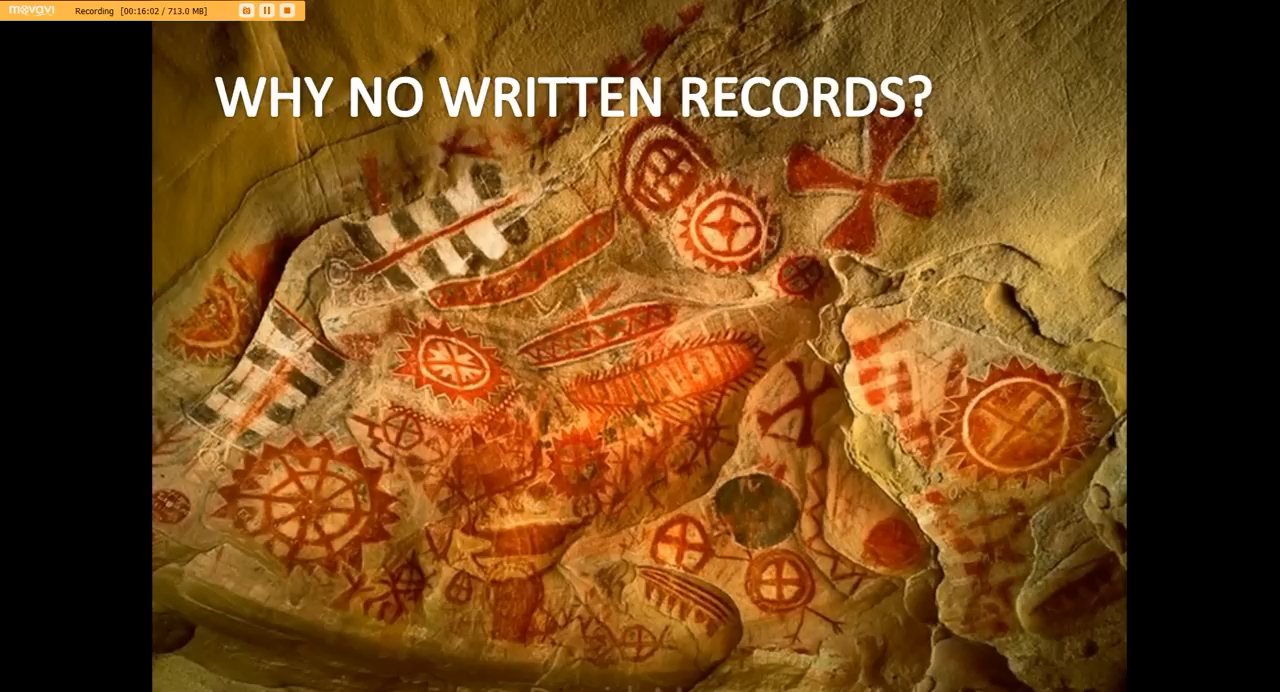 movavi Recording [00:16:02 / 713.0 MB]
WHY NO WRITTEN RECORDS?